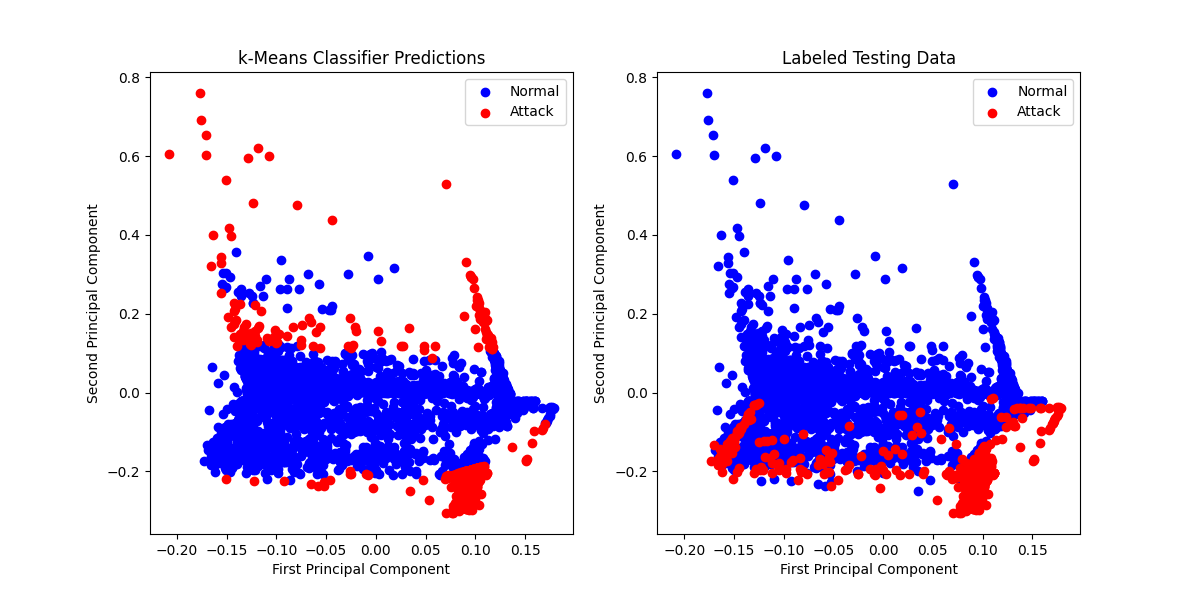 k-Means Classifier Predictions
Normal
Attack
0.8
0.6
0.4
0.2
0.0
−0.2
Second Principal Component
−0.20 −0.15 −0.10 −0.05 0.00 0.05 0.10 0.15
First Principal Component
Labeled Testing Data
Normal
Attack
0.6
0.4
0.2
0.0
−0.2
Second Principal Component
−0.20 −0.15 −0.10 −0.05 0.00 0.05 0.10 0.15
First Principal Component